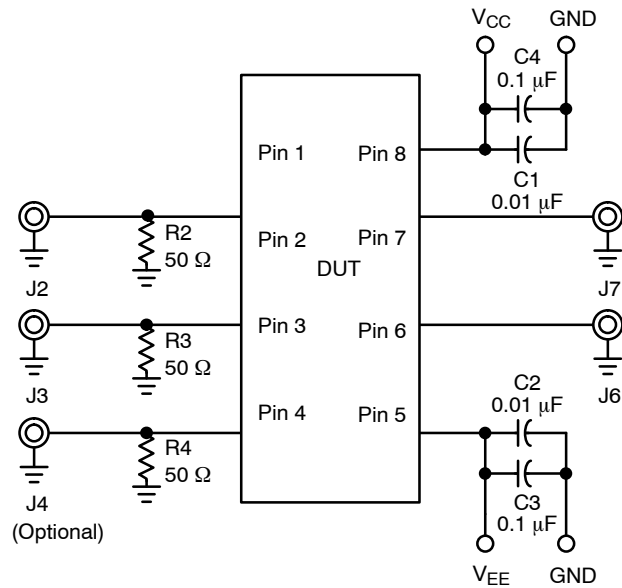 V_CC GND
C4
0.1 μF
Pin 1 Pin 8
C1
0.01 μF
R2
50 Ω
Pin 2 Pin 7
DUT
J2 J7
Pin 3 Pin 6
R3
50 Ω
J3 J6
C2
0.01 μF
Pin 4 Pin 5
R4
50 Ω
C3
0.1 μF
J4
(Optional)
V_EE GND